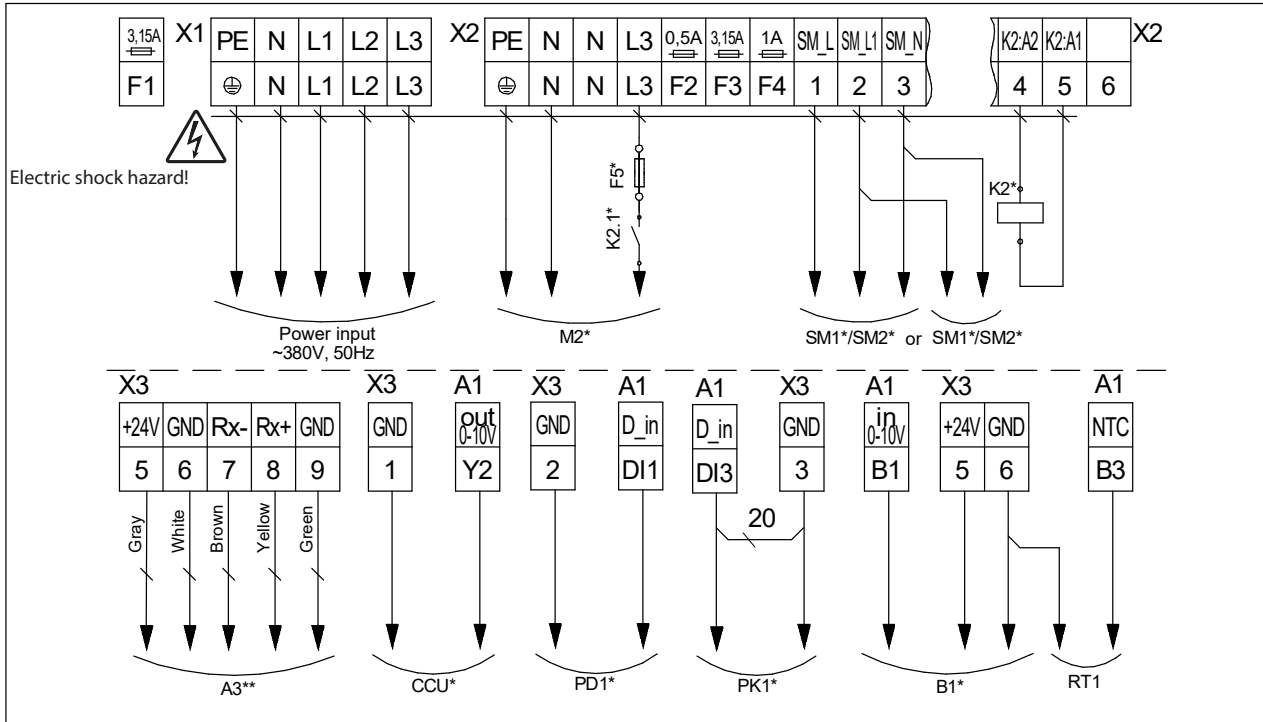 3,15A X1 PE N L1 L2 L3 X2 PE N N L3 0,5A 3,15A 1A SM_L SM_L1 SM_N K2:A2 K2:A1 X2
F1 N L1 L2 L3 N N L3 F2 F3 F4 1 2 3 4 5 6
Electric shock hazard!
F5*
K2.1*
K2*
Power input
~380V, 50Hz
M2*
SM1*/SM2* or SM1*/SM2*
X3 X3 A1 X3 A1 A1 X3 A1 X3 A1
+24V GND Rx- Rx+ GND GND out 0-10V GND D_in D_in GND in 0-10V +24V GND NTC
5 6 7 8 9 1 Y2 2 DI1 DI3 3 B1 5 6 B3
Gray White Brown Yellow Green
20
A3** CCU* PD1* PK1* B1* RT1